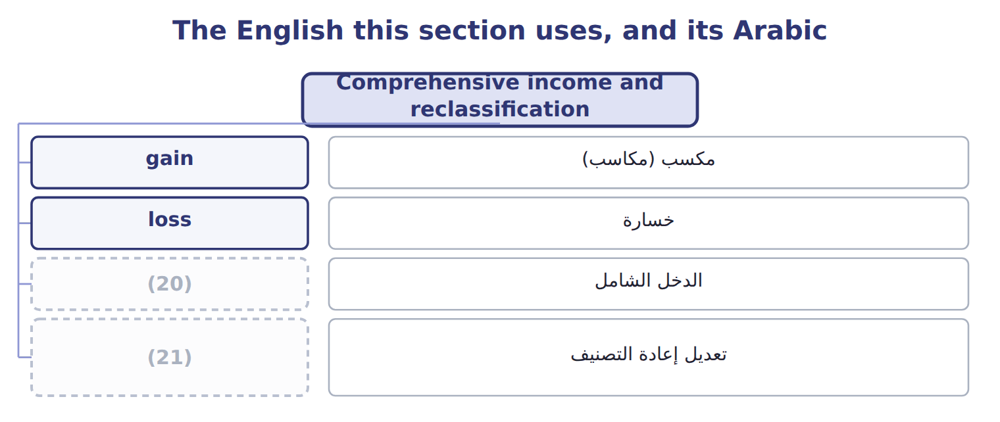 The English this section uses, and its Arabic
Comprehensive income and
reclassification
gain
مكسب (مكاسب)
loss
خسارة
(20)
الدخل الشامل
(21)
تعديل إعادة التصنيف